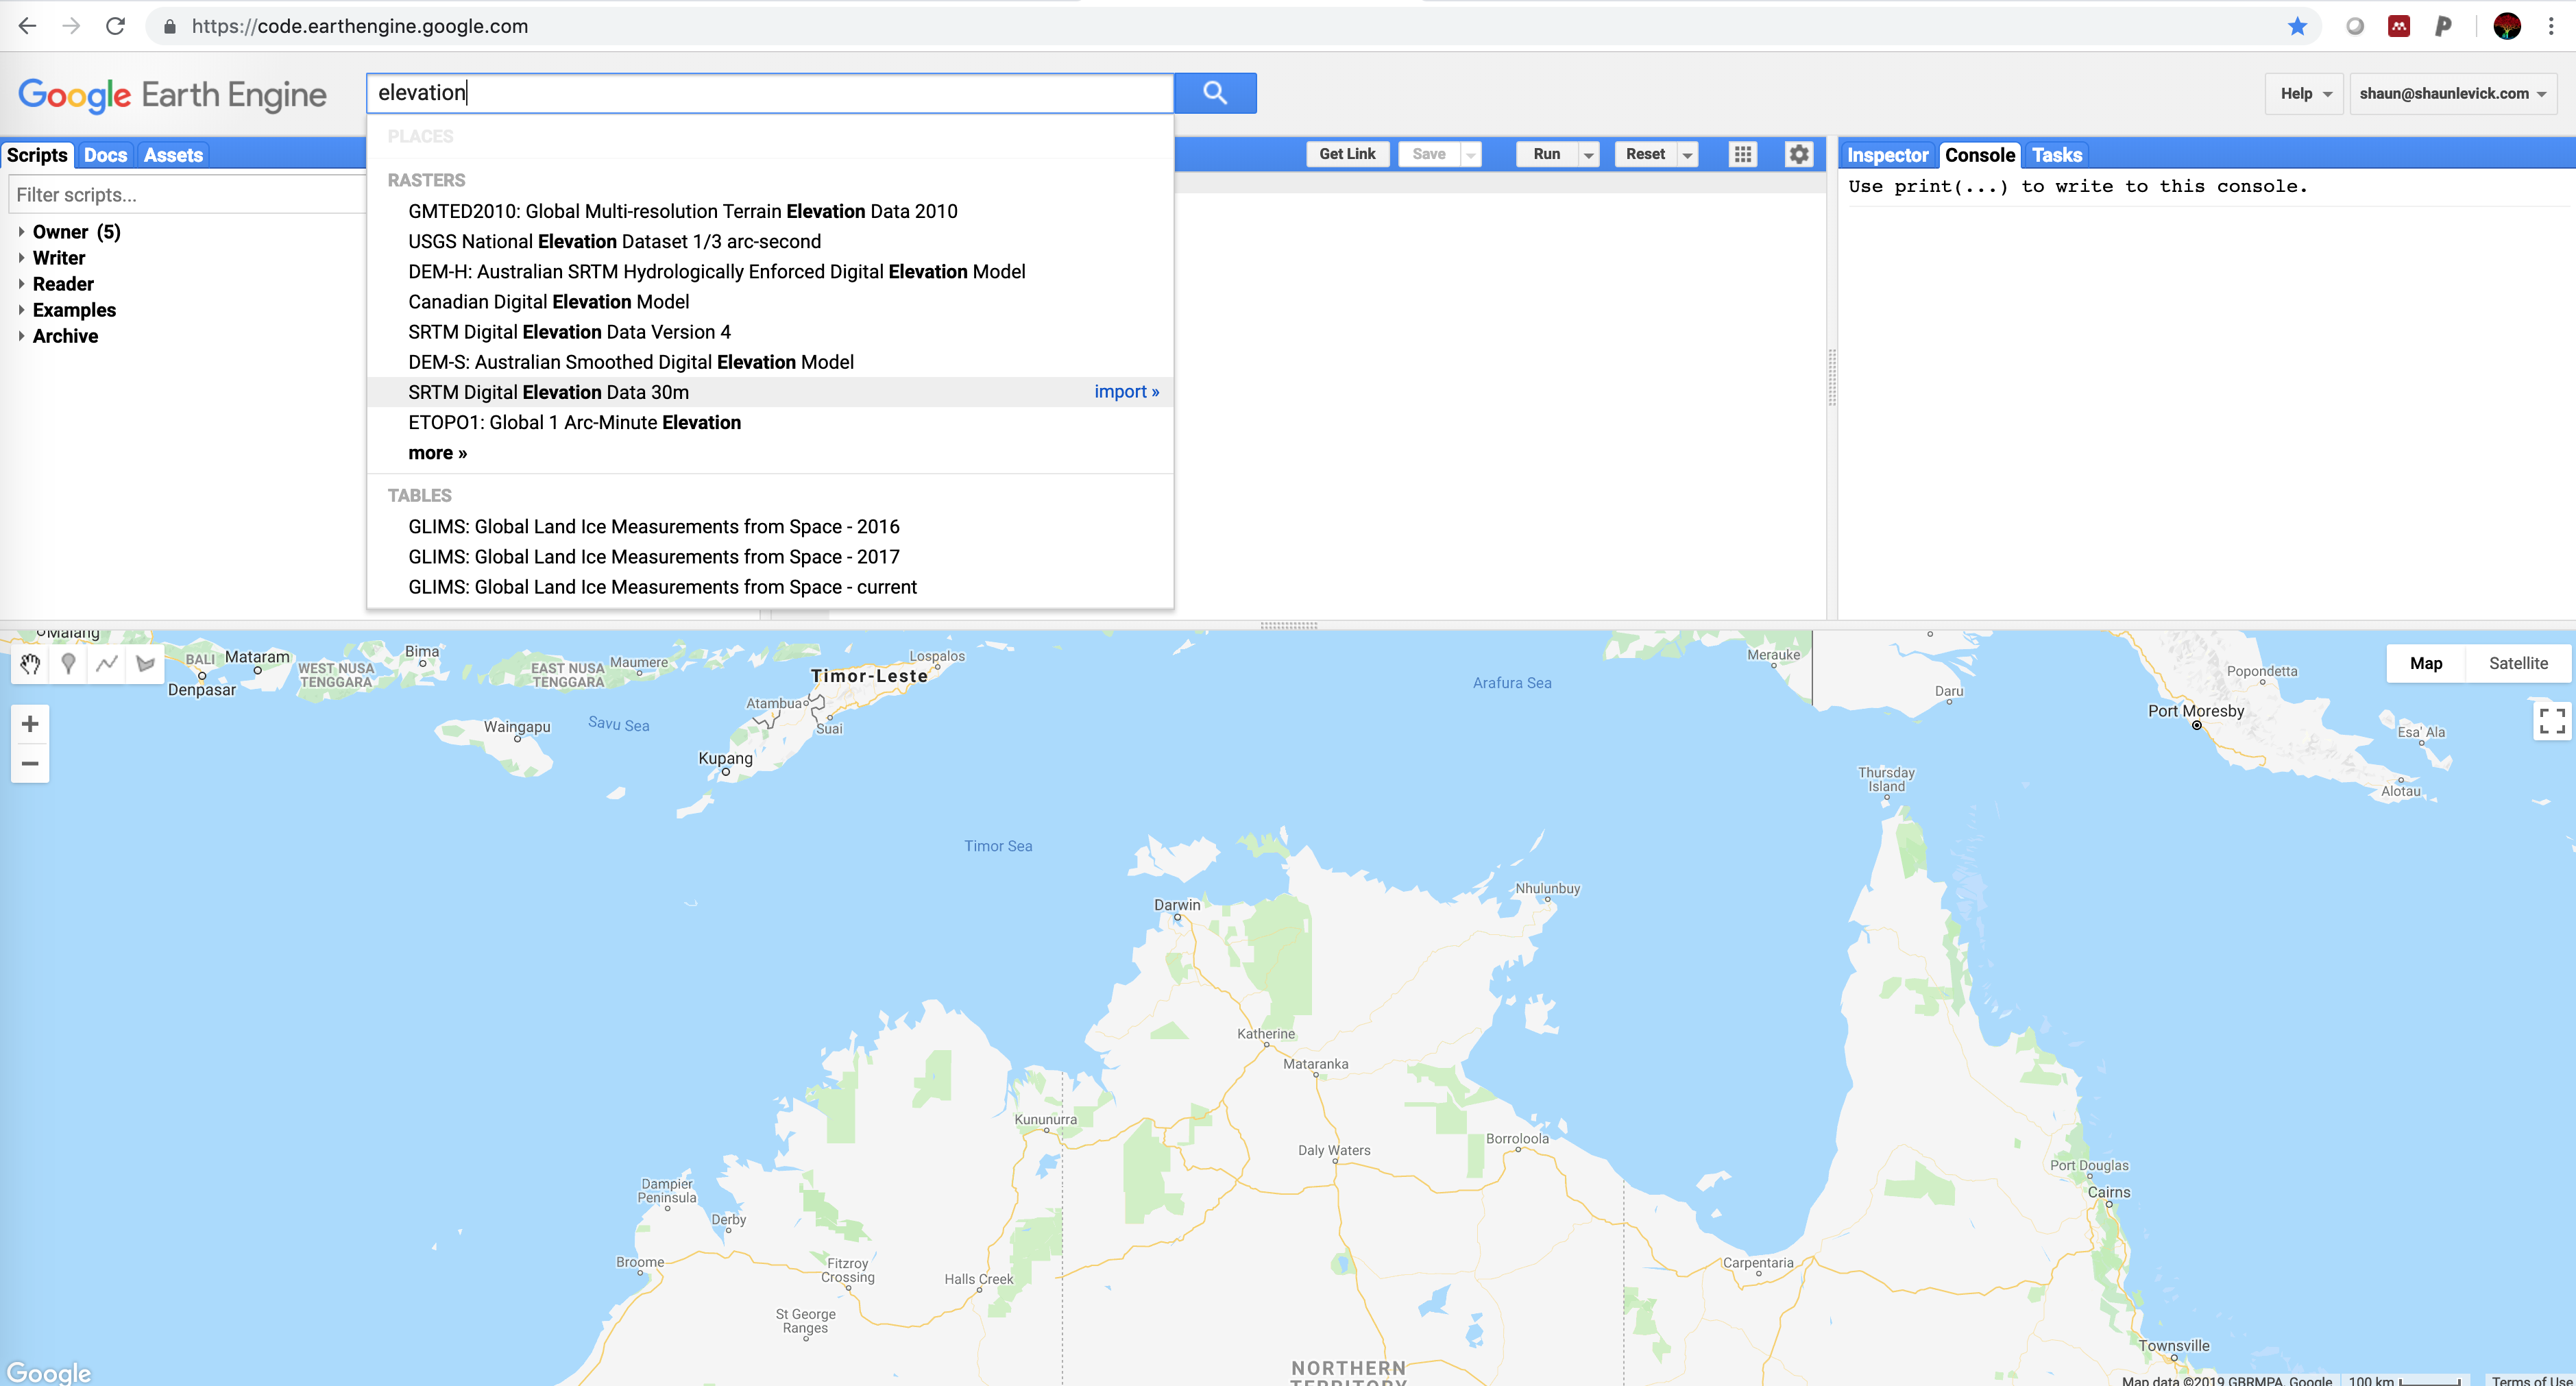 https://code.earthengine.google.com
Google Earth Engine
elevation
Help
shaun@shaunlevick.com
PLACES
RASTERS
GMTED2010: Global Multi-resolution Terrain Elevation Data 2010
USGS National Elevation Dataset 1/3 arc-second
DEM-H: Australian SRTM Hydrologically Enforced Digital Elevation Model
Canadian Digital Elevation Model
SRTM Digital Elevation Data Version 4
DEM-S: Australian Smoothed Digital Elevation Model
SRTM Digital Elevation Data 30m import »
ETOPO1: Global 1 Arc-Minute Elevation
more »
TABLES
GLIMS: Global Land Ice Measurements from Space - 2016
GLIMS: Global Land Ice Measurements from Space - 2017
GLIMS: Global Land Ice Measurements from Space - current
Scripts Docs Assets
Filter scripts...
Owner (5)
Writer
Reader
Examples
Archive
Get Link Save Run Reset
Inspector Console Tasks
Use print(...) to write to this console.
Malang
BALI
Mataram
Denpasar
WEST NUSA
TENGGARA
Bima
EAST NUSA
TENGGARA
Maumere
Lospalos
Timor-Leste
Atambua
Suai
Waingapu
Savu Sea
Kupang
Arafura Sea
Merauke
Daru
Popondetta
Port Moresby
Esa'Ala
Alotau
Map Satellite
Thursday
Island
Timor Sea
Darwin
Nhulunbuy
Katherine
Mataranka
Kununurra
Daly Waters
Borroloola
Port Douglas
Cairns
Dampier
Peninsula
Derby
Broome
Fitzroy
Crossing
Halls Creek
Carpentaria
St George
Ranges
Townsville
NORTHERN
TERRITORY
Google
Map data ©2019 GBRMPA, Google 100 km Terms of Use